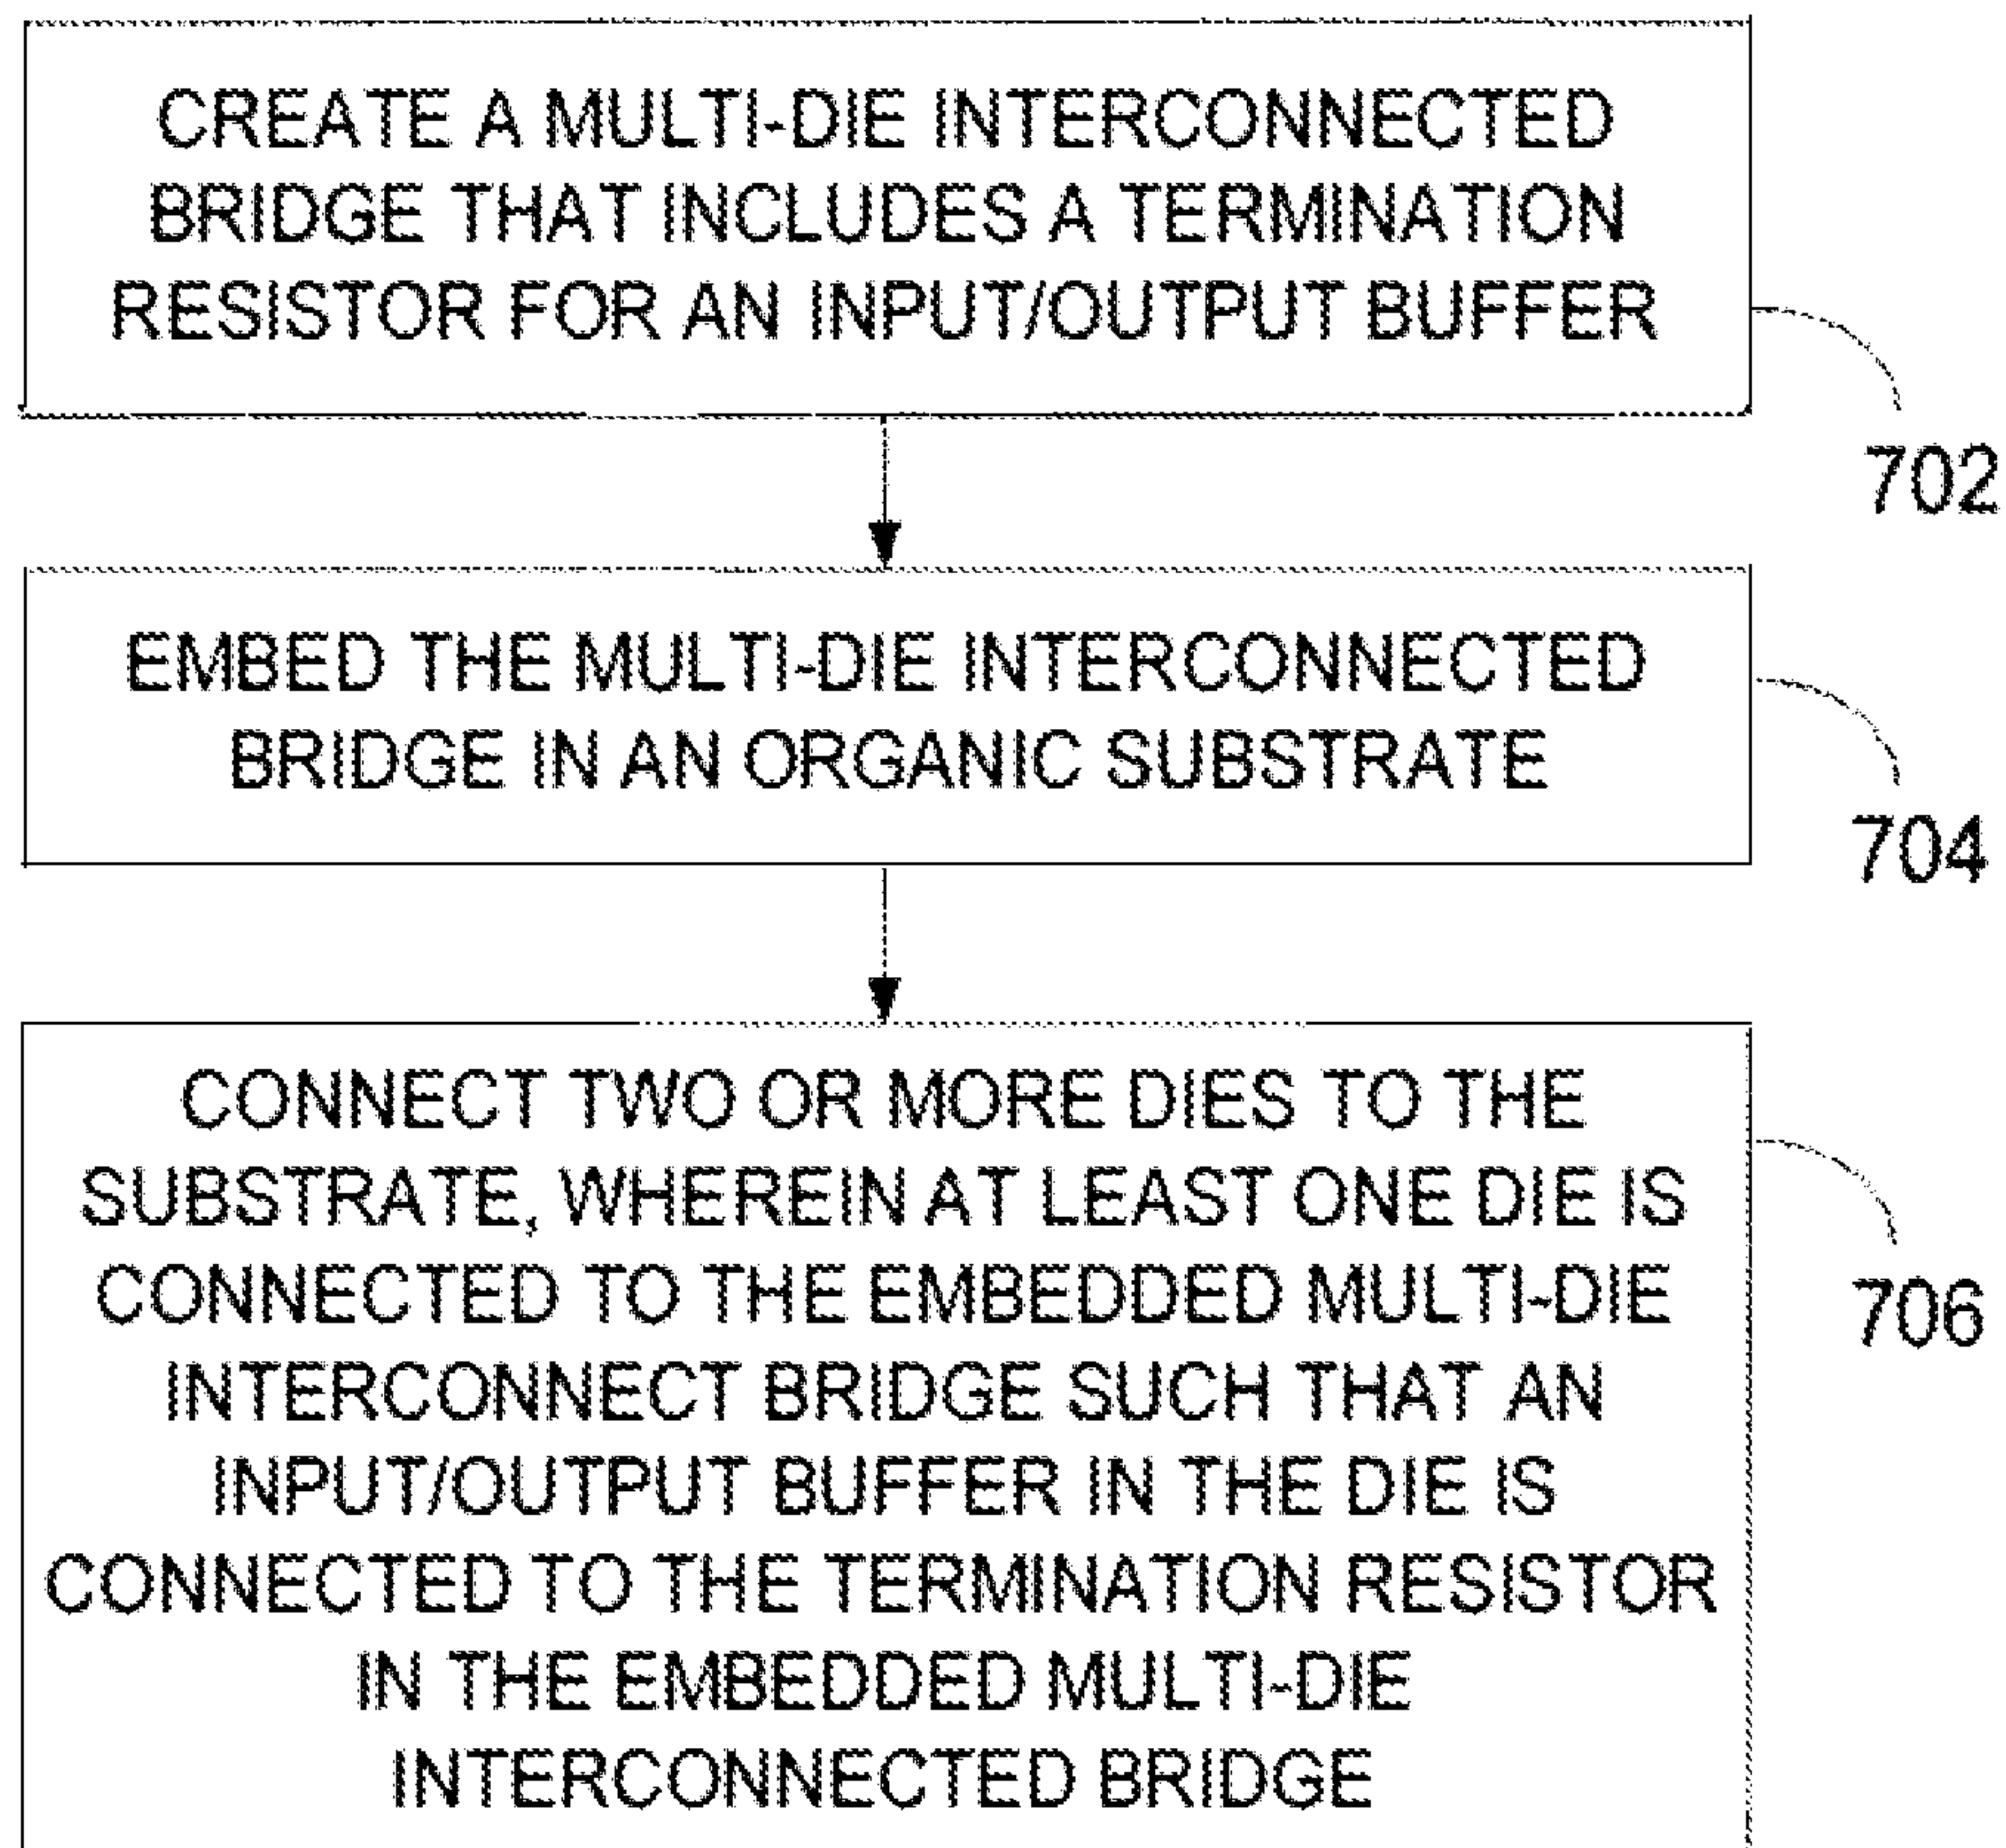 CREATE A MULTI-DIE INTERCONNECTED
BRIDGE THAT INCLUDES A TERMINATION
RESISTOR FOR AN INPUT/OUTPUT BUFFER
702
EMBED THE MULTI-DIE INTERCONNECTED
BRIDGE IN AN ORGANIC SUBSTRATE
704
CONNECT TWO OR MORE DIES TO THE
SUBSTRATE, WHEREIN AT LEAST ONE DIE IS
CONNECTED TO THE EMBEDDED MULTI-DIE
INTERCONNECT BRIDGE SUCH THAT AN
INPUT/OUTPUT BUFFER IN THE DIE IS
CONNECTED TO THE TERMINATION RESISTOR
IN THE EMBEDDED MULTI-DIE
INTERCONNECTED BRIDGE
706